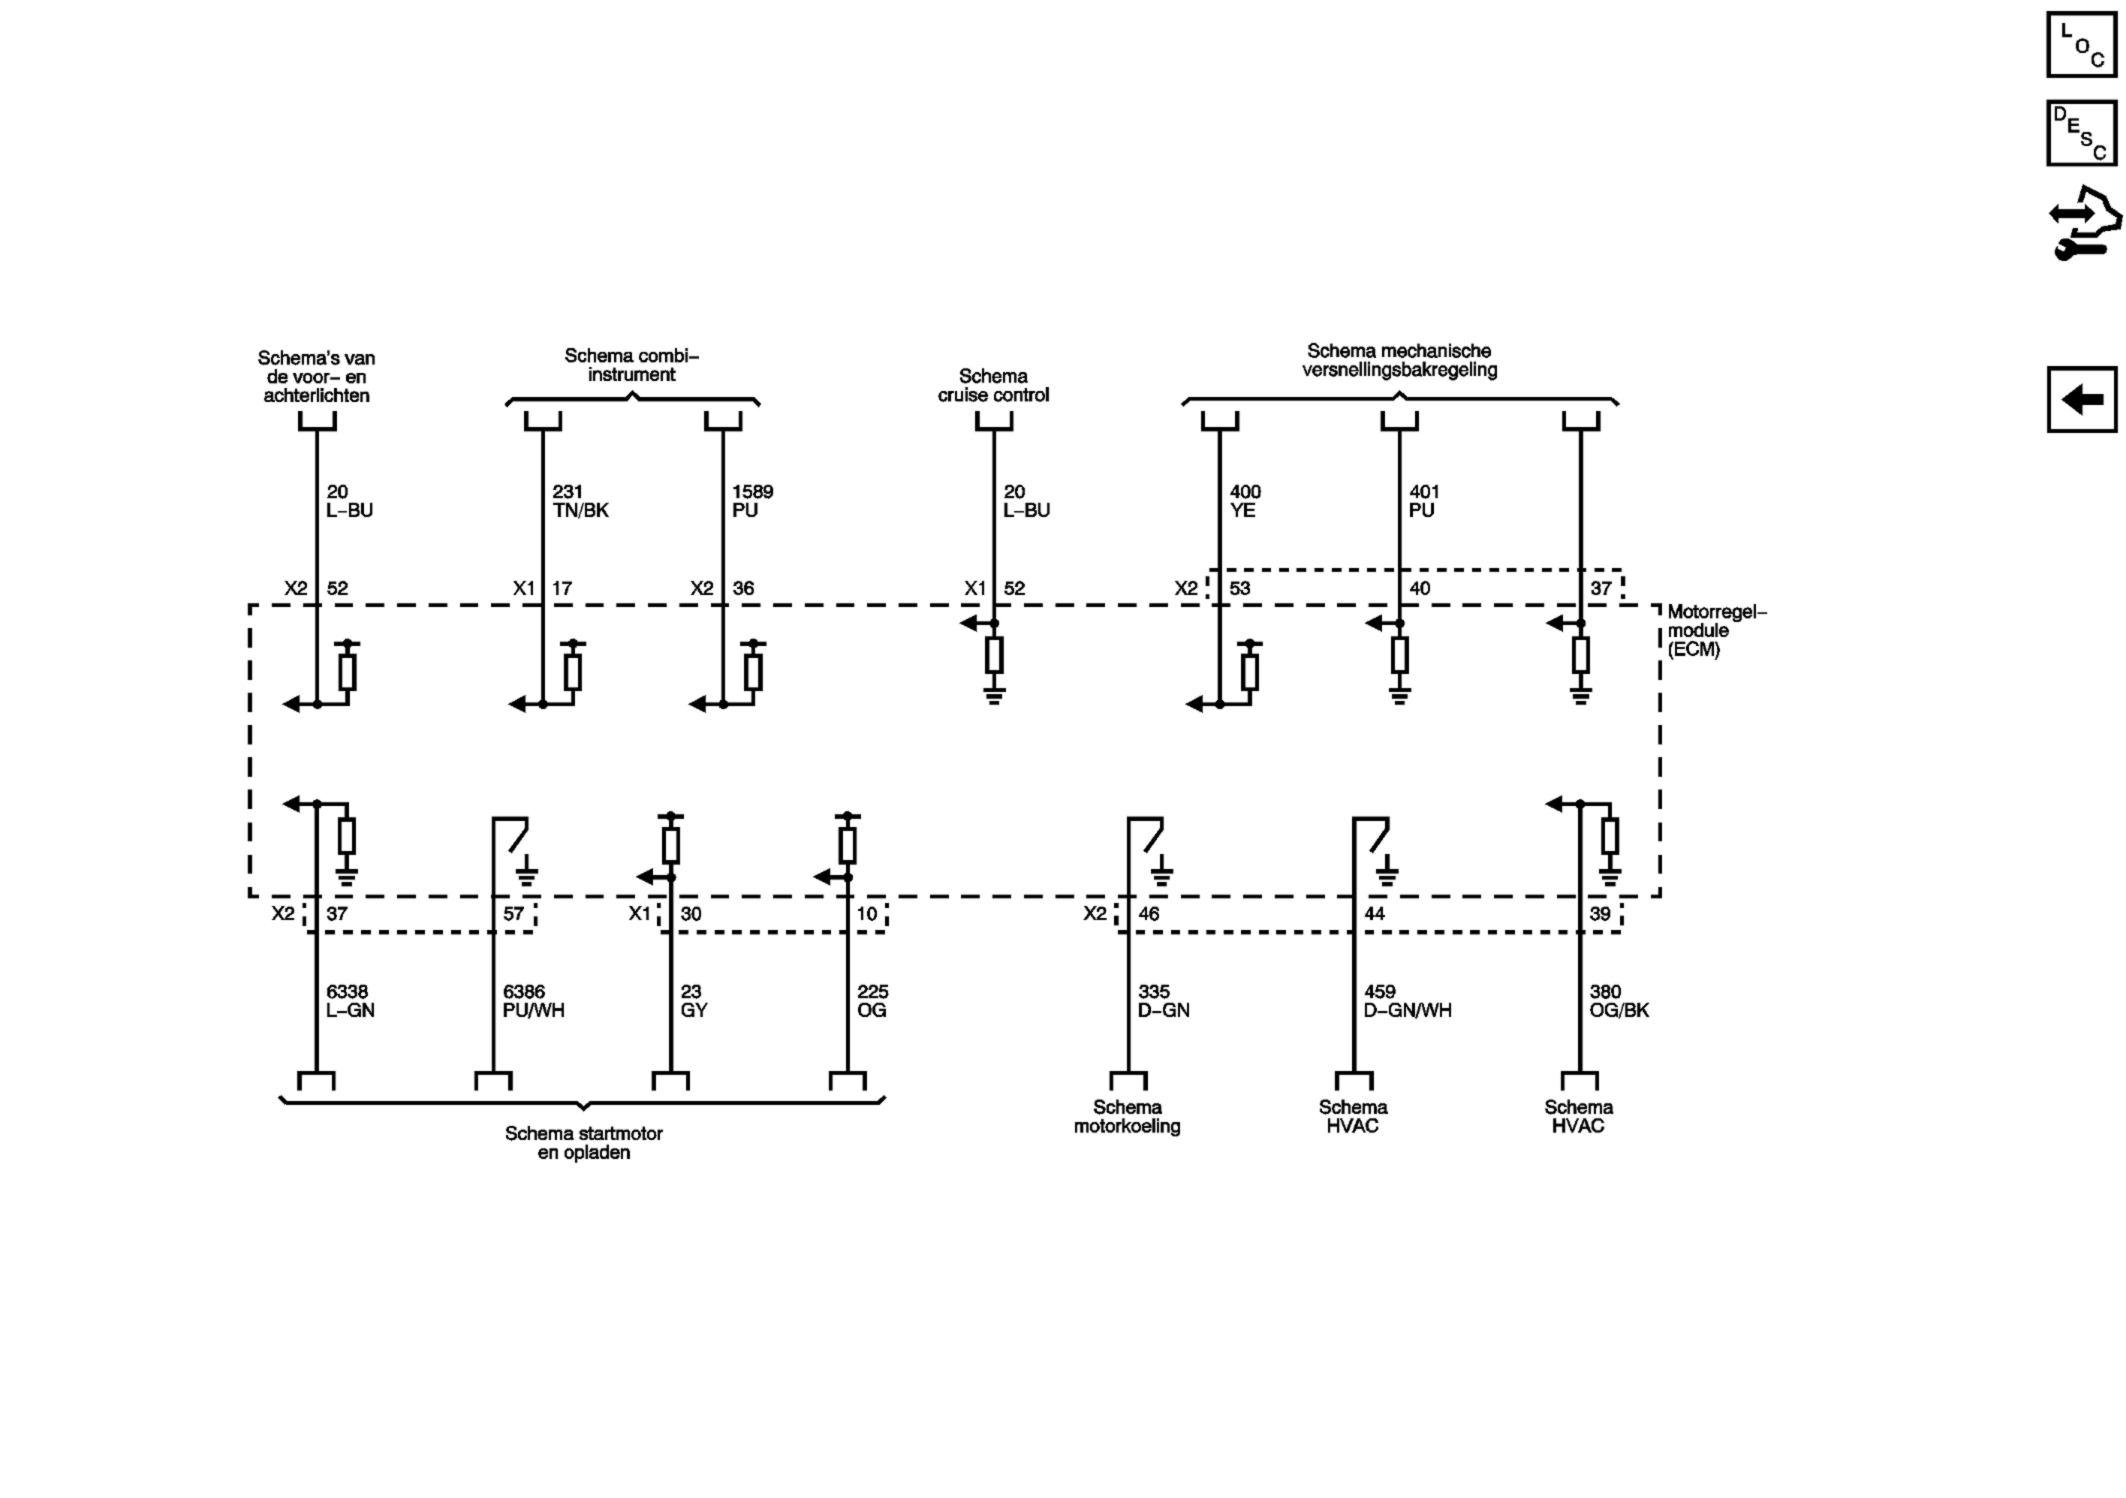 L
O
C
D
E
S
C
Schema's van
de voor– en
achterlichten
Schema combi–
instrument
Schema
cruise control
Schema mechanische
versnellingsbakregeling
20
L–BU
231
TN/BK
1589
PU
20
L–BU
400
YE
401
PU
X2 52
X1 17
X2 36
X1 52
X2 53
40
37
Motorregel–
module
(ECM)
X2 37
57
X1 30
10
X2 46
44
39
6338
L–GN
6386
PU/WH
23
GY
225
OG
335
D–GN
459
D–GN/WH
380
OG/BK
Schema startmotor
en opladen
Schema
motorkoeling
Schema
HVAC
Schema
HVAC